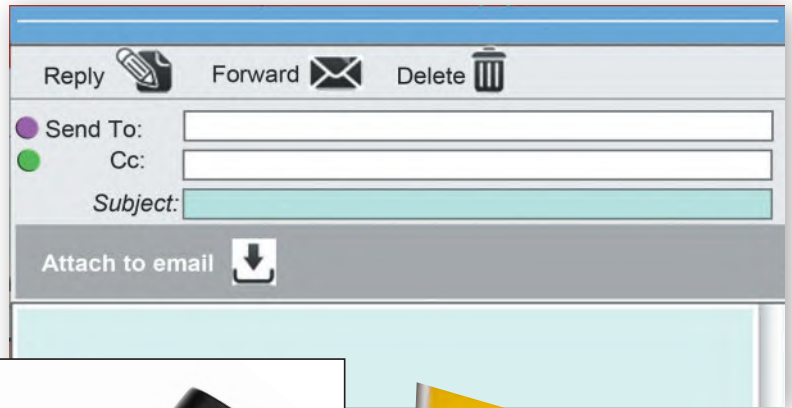 Reply Forward Delete
Send To:
Cc:
Subject:
Attach to email